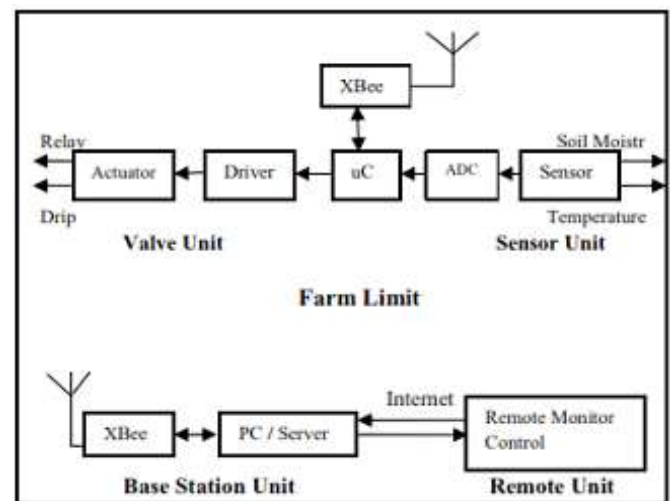 XBee
Relay
Soil Moistr
Actuator
Driver
uC
ADC
Sensor
Drip
Temperature
Valve Unit
Sensor Unit
Farm Limit
Internet
XBee
PC / Server
Remote Monitor
Control
Base Station Unit
Remote Unit